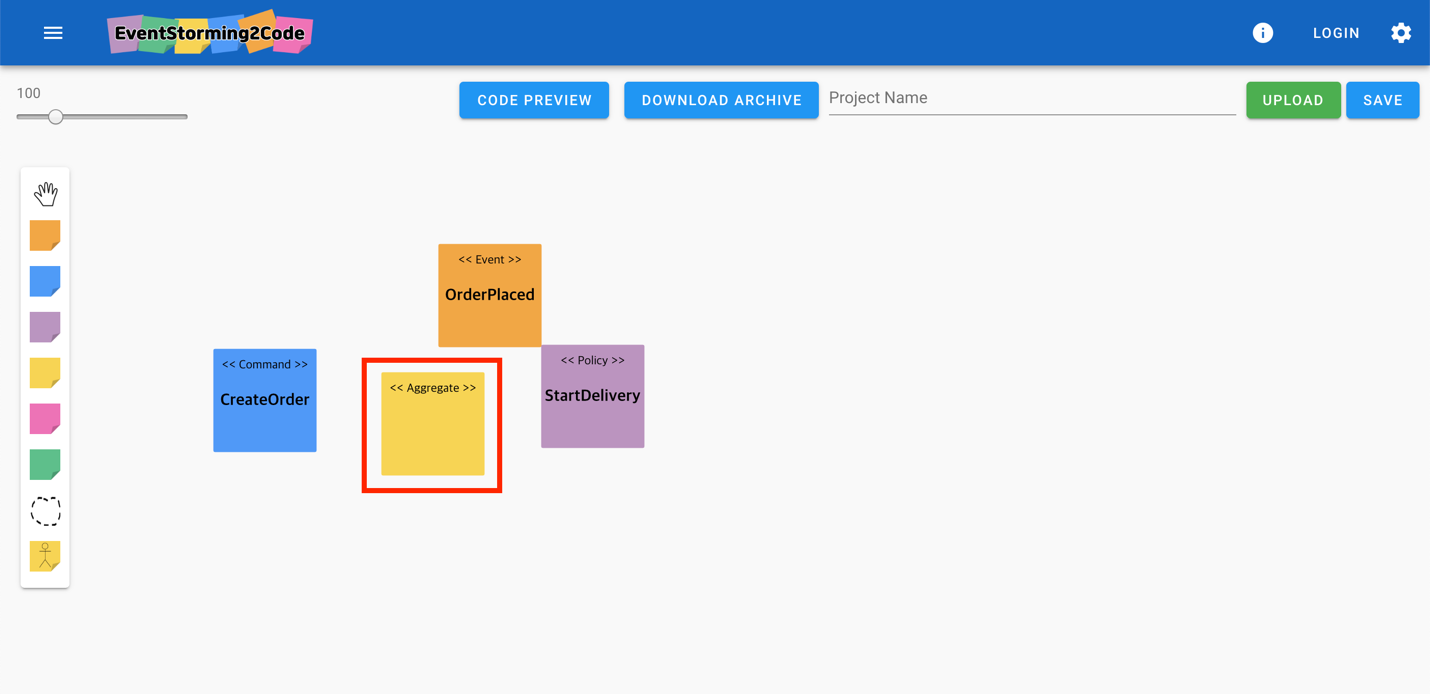 EventStorming2Code
LOGIN
100
CODE PREVIEW
DOWNLOAD ARCHIVE
Project Name
UPLOAD
SAVE
<< Event >>
OrderPlaced
<< Command >>
CreateOrder
<< Aggregate >>
<< Policy >>
StartDelivery